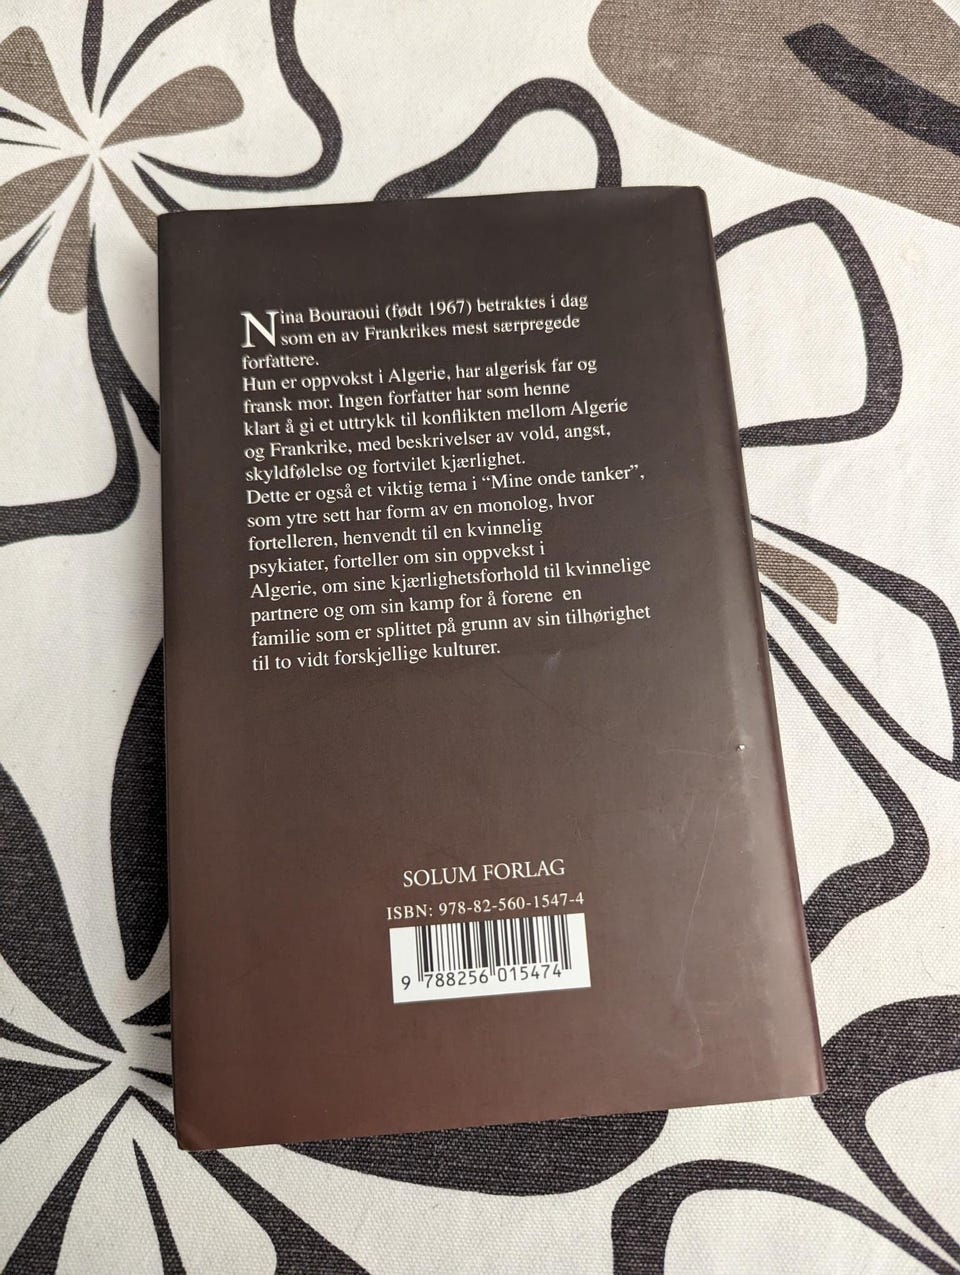 Nina Bouraoui (født 1967) betraktes i dag
som en av Frankrikes mest særpregede
forfattere.
Hun er oppvokst i Algerie, har algerisk far og
fransk mor. Ingen forfatter har som henne
klart å gi et uttrykk til konflikten mellom Algerie
og Frankrike, med beskrivelser av vold, angst,
skyldfølelse og fortvilet kjærlighet.
Dette er også et viktig tema i “Mine onde tanker”,
som ytre sett har form av en monolog, hvor
fortelleren, henvendt til en kvinnelig
psykiater, forteller om sin oppvekst i
Algerie, om sine kjærlighetsforhold til kvinnelige
partnere og om sin kamp for å forene en
familie som er splittet på grunn av sin tilhørighet
til to vidt forskjellige kulturer.
SOLUM FORLAG
ISBN: 978-82-560-1547-4
9 788256 015474